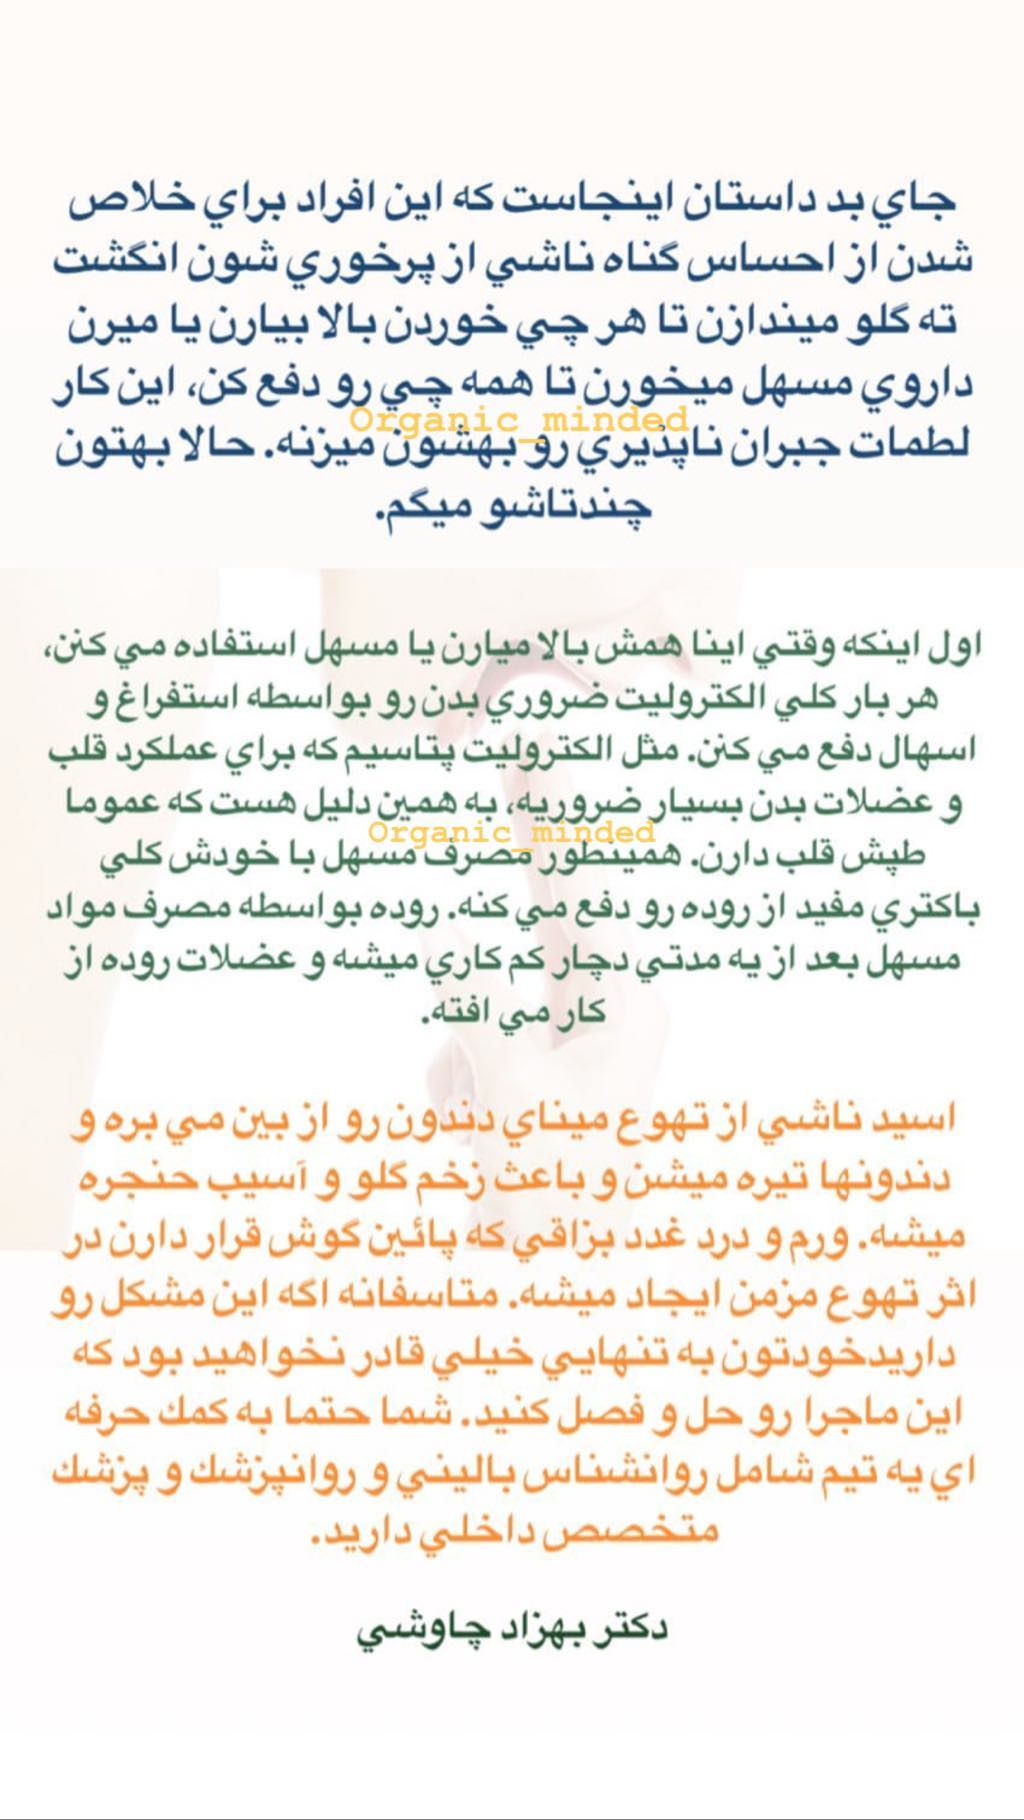 جاي بد داستان اينجاست كه اين افراد براي خلاص
شدن از احساس گناه ناشي از پرخوري شون انگشت
ته گلو ميندازن تا هر چي خوردن بالا بيارن يا ميرن
داروي مسهل ميخورن تا همه چي رو دفع كن، اين كار
Organic_minded
لطمات جبران ناپذيري رو بهشون ميزنه. حالا بهتون
چندتاشو ميگم.
اول اينكه وقتي اينا همش بالا ميارن يا مسهل استفاده مي كنن،
هر بار كلي الكتروليت ضروري بدن رو بواسطه استفراغ و
اسهال دفع مي كنن. مثل الكتروليت پتاسيم كه براي عملكرد قلب
و عضلات بدن بسيار ضروريه، به همين دليل هست كه عموما
Organic_minded
طپش قلب دارن. همينطور مصرف مسهل با خودش كلي
باكتري مفيد از روده رو دفع مي كنه. روده بواسطه مصرف مواد
مسهل بعد از يه مدتي دچار كم كاري ميشه و عضلات روده از
كار مي افته.
اسيد ناشي از تهوع ميناي دندون رو از بين مي بره و
دندونها تيره ميشن و باعث زخم گلو و آسيب حنجره
ميشه. ورم و درد غدد بزاقي كه پائين گوش قرار دارن در
اثر تهوع مزمن ايجاد ميشه. متاسفانه اگه اين مشكل رو
داريدخودتون به تنهايي خيلي قادر نخواهيد بود كه
اين ماجرا رو حل و فصل كنيد. شما حتما به كمك حرفه
اي يه تيم شامل روانشناس باليني و روانپزشك و پزشك
متخصص داخلي داريد.
دكتر بهزاد چاوشي